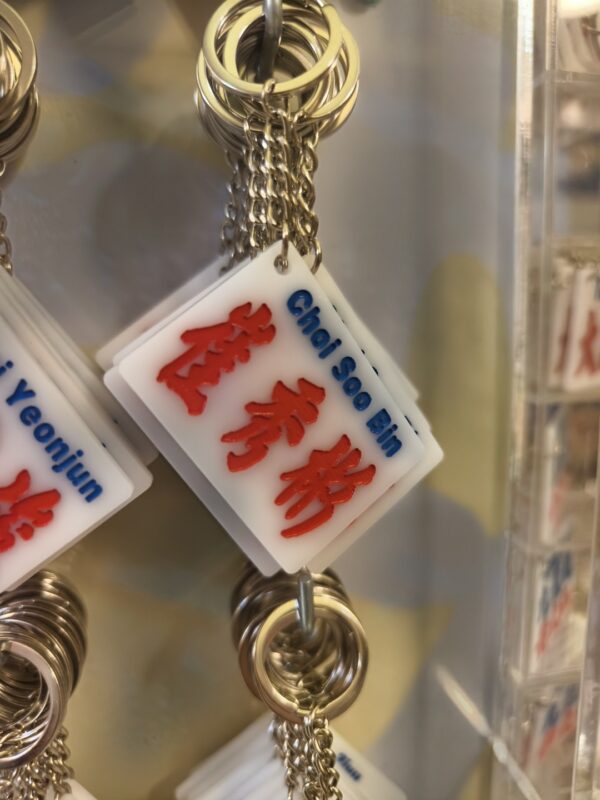 Choi Soo Bin
崔秀彬
i Yeonjun